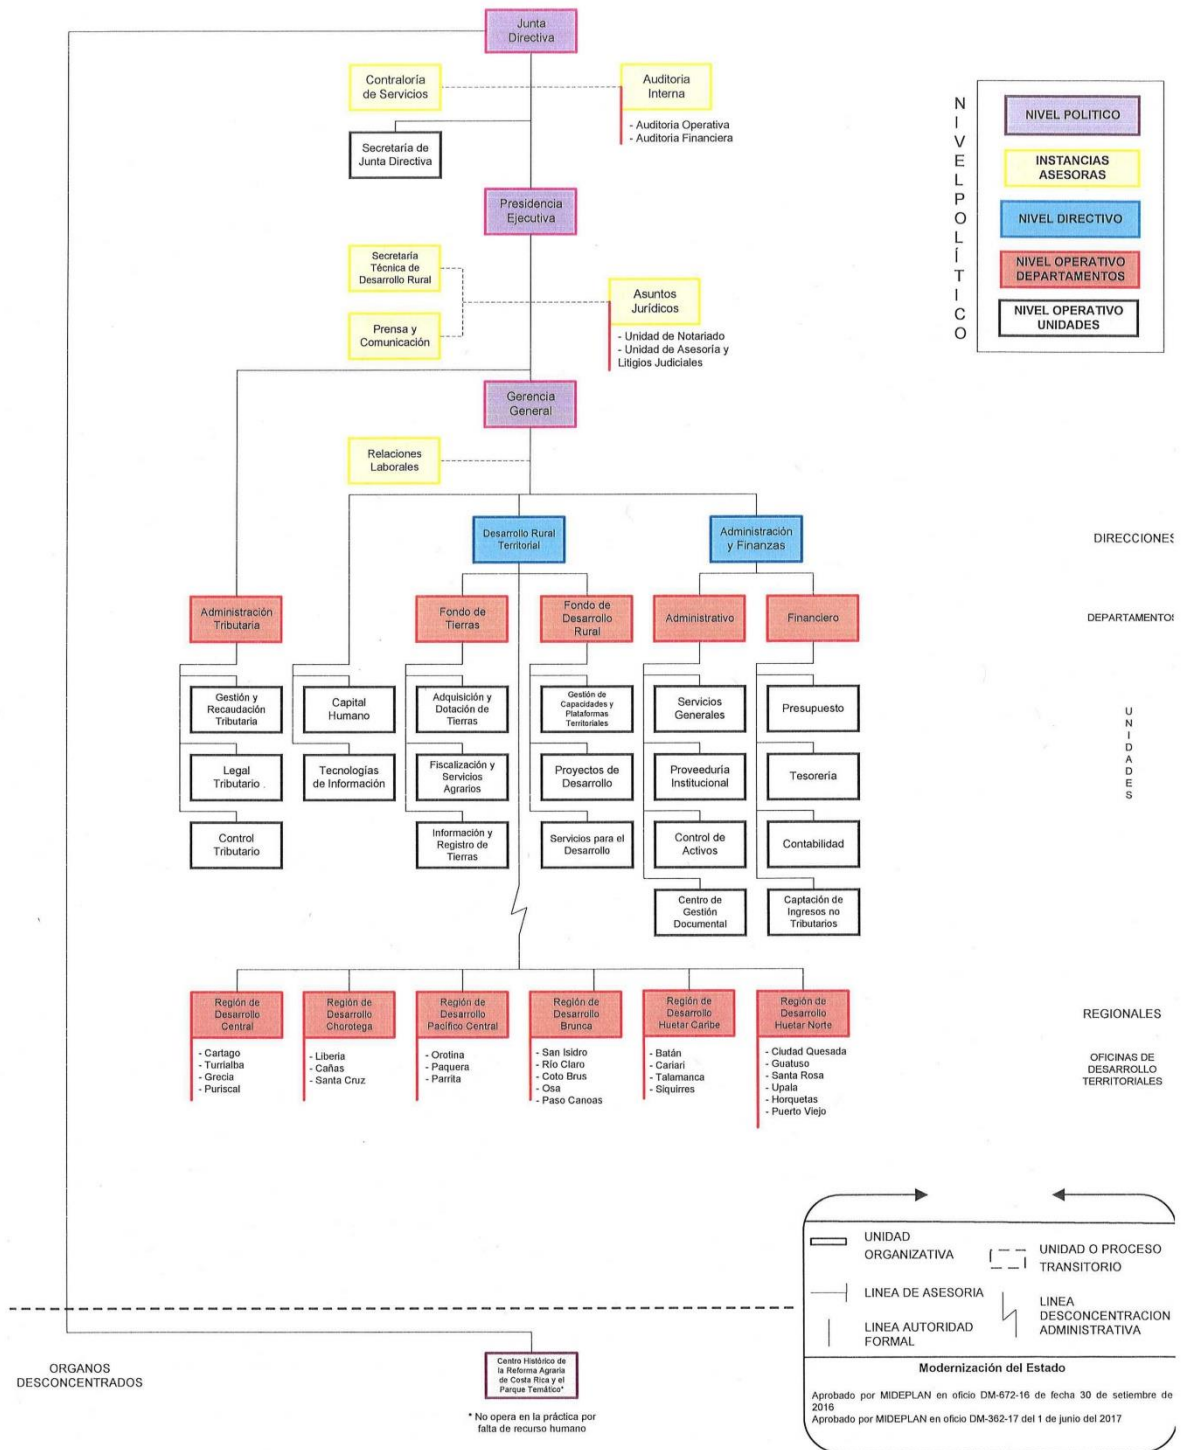 Junta
Directiva
Contraloría
de Servicios
Auditoria
Interna
- Auditoria Operativa
- Auditoria Financiera
Secretaría de
Junta Directiva
Presidencia
Ejecutiva
Secretaría
Técnica de
Desarrollo Rural
Prensa y
Comunicación
Asuntos
Jurídicos
- Unidad de Notariado
- Unidad de Asesoría y
Litigios Judiciales
Gerencia
General
Relaciones
Laborales
NIVELPOLÍTICO
NIVEL POLITICO
INSTANCIAS
ASESORAS
NIVEL DIRECTIVO
NIVEL OPERATIVO
DEPARTAMENTOS
NIVEL OPERATIVO
UNIDADES
Desarrollo Rural
Territorial
Administración
y Finanzas
DIRECCIONES
Administración
Tributaria
Fondo de
Tierras
Fondo de
Desarrollo
Rural
Administrativo
Financiero
DEPARTAMENTOS
Gestión y
Recaudación
Tributaria
Capital
Humano
Adquisición y
Dotación de
Tierras
Gestión de
Capacidades y
Plataformas
Territoriales
Servicios
Generales
Presupuesto
UNIDADES
Legal
Tributario .
Tecnologías
de Información
Fiscalización y
Servicios
Agrarios
Proyectos de
Desarrollo
Proveeduría
Institucional
Tesorería
Control
Tributario
Información y
Registro de
Tierras
Servicios para el
Desarrollo
Control de
Activos
Contabilidad
Centro de
Gestión
Documental
Captación de
Ingresos no
Tributarios
Región de
Desarrollo
Central
- Cartago
- Turrialba
- Grecia
- Puriscal
Región de
Desarrollo
Chorotega
- Liberia
- Cañas
- Santa Cruz
Región de
Desarrollo
Pacífico Central
- Orotina
- Paquera
- Parrita
Región de
Desarrollo
Brunca
- San Isidro
- Río Claro
- Coto Brus
- Osa
- Paso Canoas
Región de
Desarrollo
Huetar Caribe
- Batán
- Cariari
- Talamanca
- Siquirres
Región de
Desarrollo
Huetar Norte
- Ciudad Quesada
- Guatuso
- Santa Rosa
- Upala
- Horquetas
- Puerto Viejo
REGIONALES
OFICINAS DE
DESARROLLO
TERRITORIALES
UNIDAD
ORGANIZATIVA
UNIDAD O PROCESO
TRANSITORIO
LINEA DE ASESORIA
LINEA
DESCONCENTRACION
ADMINISTRATIVA
LINEA AUTORIDAD
FORMAL
Modernización del Estado
Aprobado por MIDEPLAN en oficio DM-672-16 de fecha 30 de setiembre de
2016
Aprobado por MIDEPLAN en oficio DM-362-17 del 1 de junio del 2017
ORGANOS
DESCONCENTRADOS
Centro Histórico de
la Reforma Agraria
de Costa Rica y el
Parque Temático*
* No opera en la práctica por
falta de recurso humano